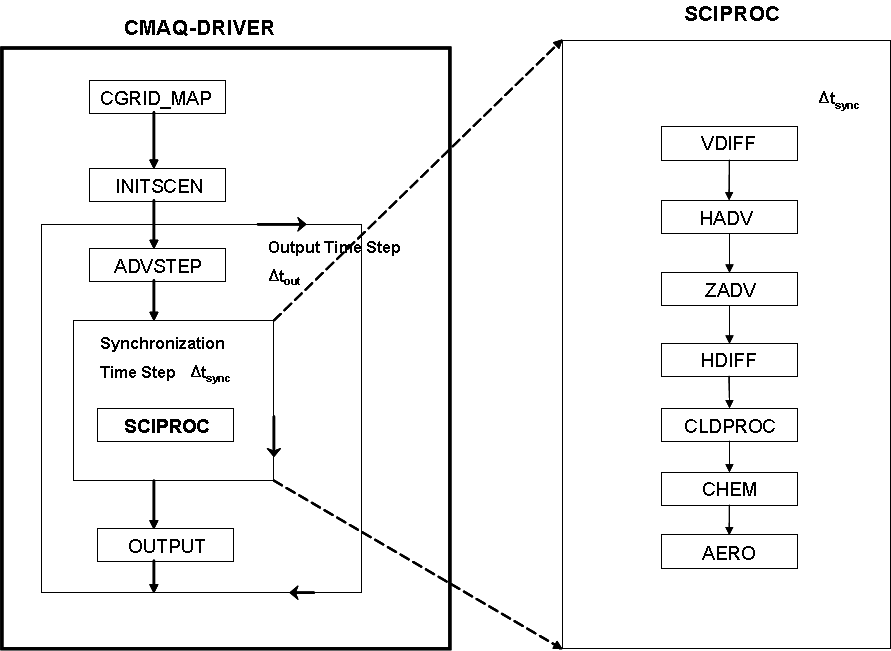 CMAQ-DRIVER
CGRID_MAP
INITSCEN
Output Time Step
Δtout
ADVSTEP
Synchronization
Time Step Δtsync
SCIPROC
OUTPUT
SCIPROC
Δtsync
VDIFF
HADV
ZADV
HDIFF
CLDPROC
CHEM
AERO